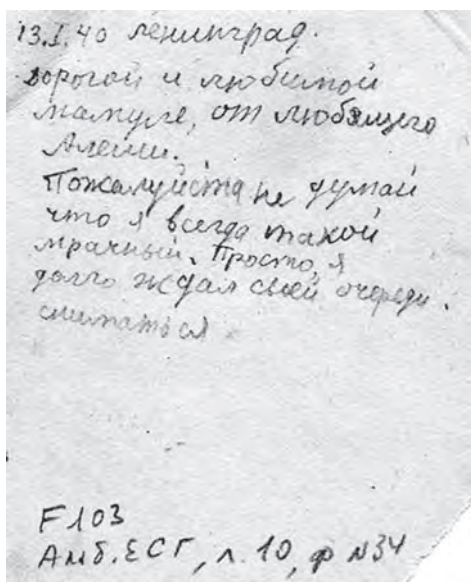 13.I.40 ленинград.
дорогой и любимой
мамуле, от любящего
Алеши.
Пожалуйста не думай
что я всегда такой
мрачный. Просто, я
долго ждал своей очереди.
сниматься
F103
Амб. ЕСГ, л. 10, ф N34